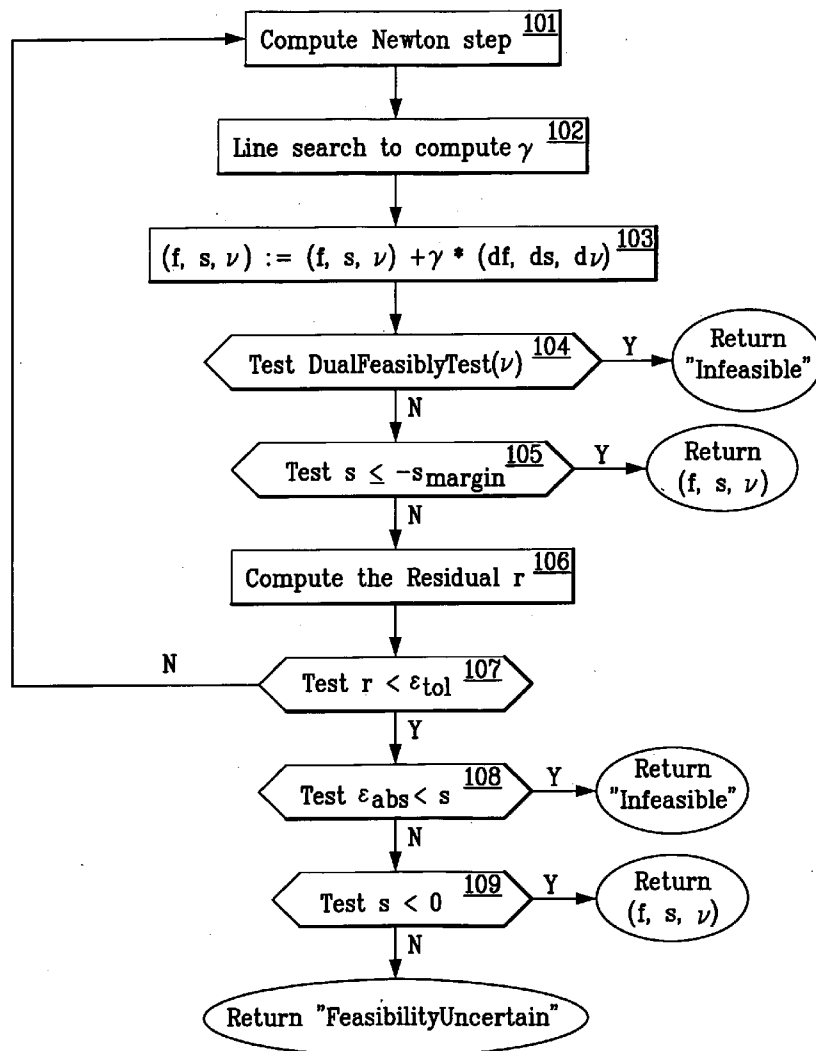 Compute Newton step 101
Line search to compute γ 102
(f, s, ν) := (f, s, ν) +γ * (df, ds, dν) 103
Test DualFeasiblyTest(ν) 104
Y
Return
"Infeasible"
N
Test s ≤ -s_margin 105
Y
Return
(f, s, ν)
N
Compute the Residual r 106
N
Test r < ε_tol 107
Y
Test ε_abs < s 108
Y
Return
"Infeasible"
N
Test s < 0 109
Y
Return
(f, s, ν)
N
Return "FeasibilityUncertain"